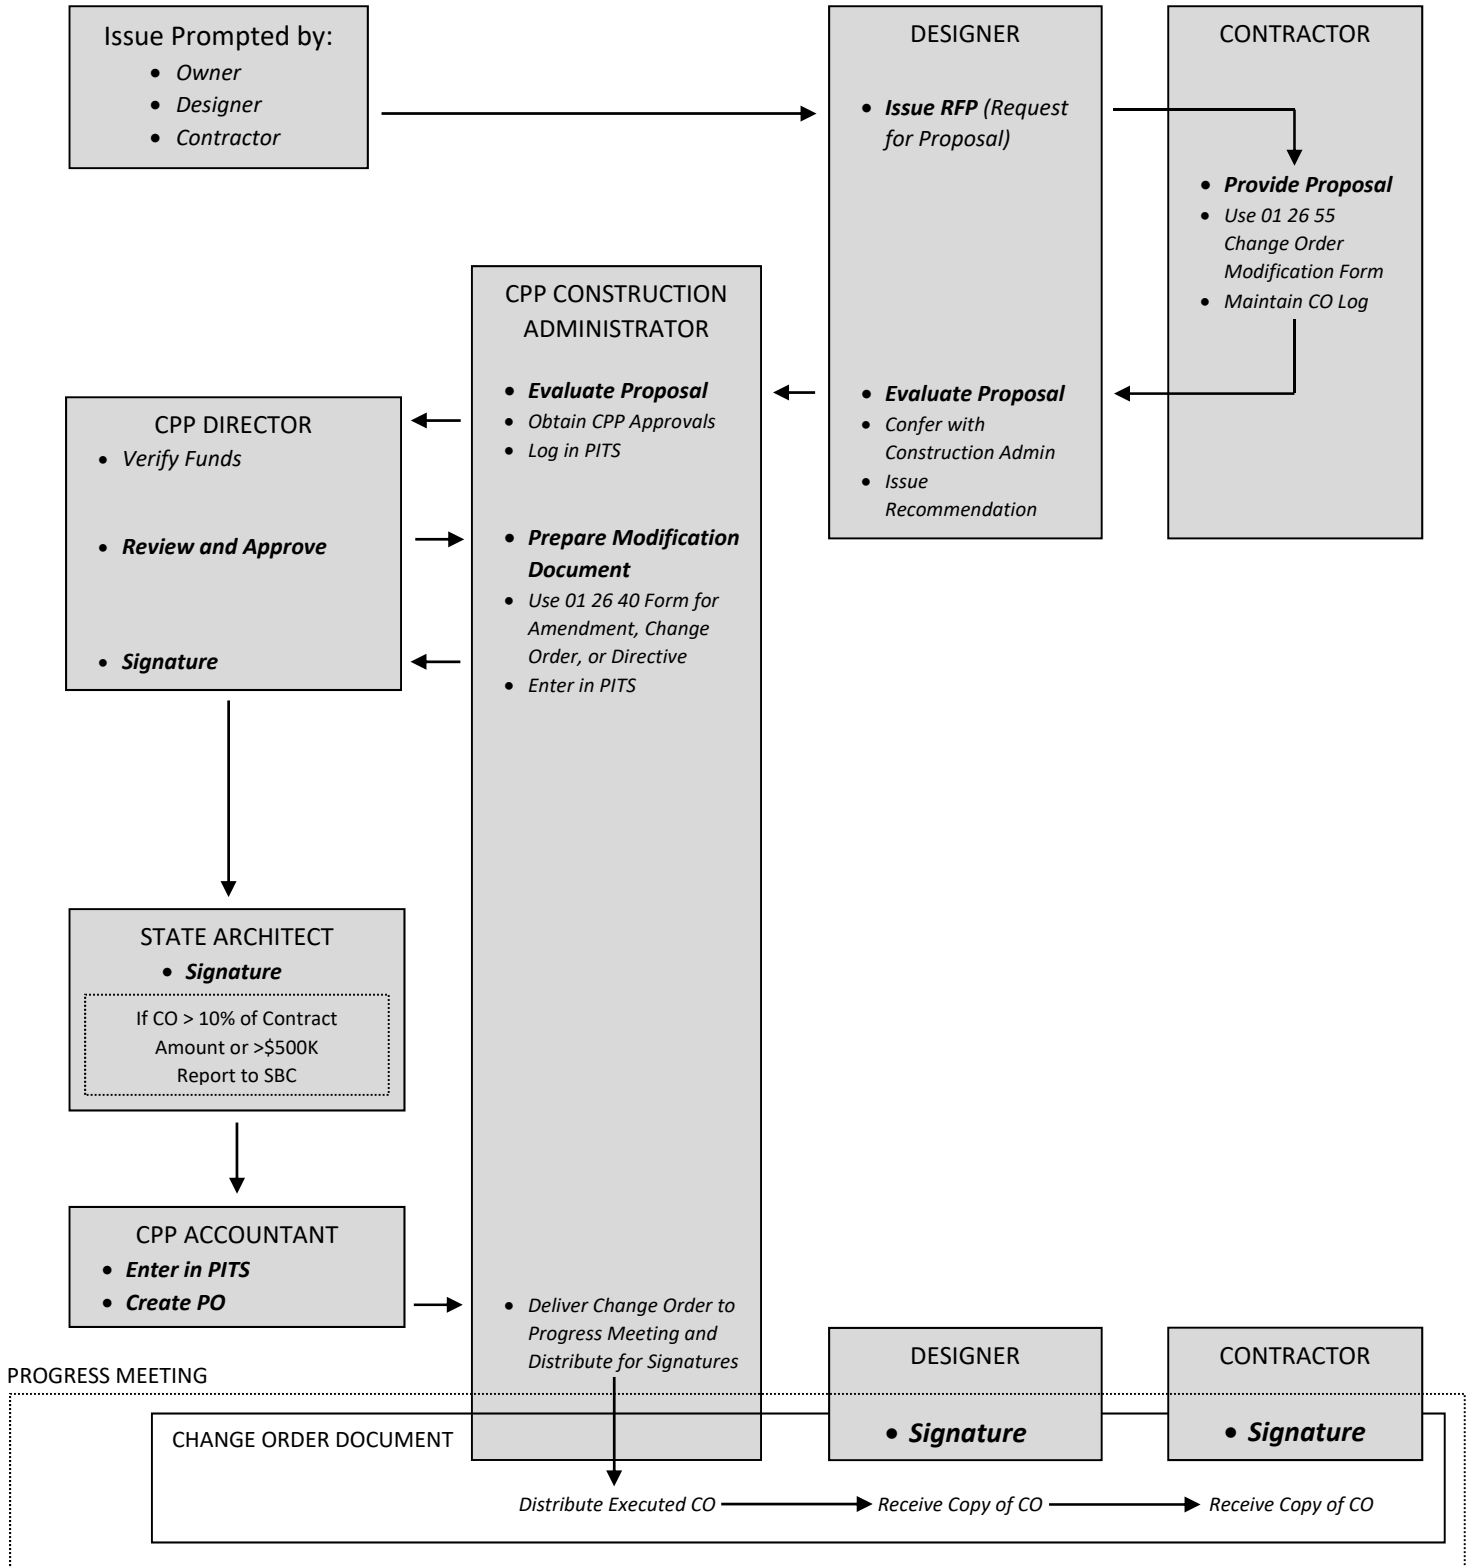 Issue Prompted by:
• Owner
• Designer
• Contractor
DESIGNER
• Issue RFP (Request
for Proposal)
CONTRACTOR
• Provide Proposal
• Use 01 26 55
Change Order
Modification Form
• Maintain CO Log
• Evaluate Proposal
• Confer with
Construction Admin
• Issue
Recommendation
CPP CONSTRUCTION
ADMINISTRATOR
• Evaluate Proposal
• Obtain CPP Approvals
• Log in PITS
CPP DIRECTOR
• Verify Funds
• Review and Approve
• Prepare Modification
Document
• Use 01 26 40 Form for
Amendment, Change
Order, or Directive
• Enter in PITS
• Signature
STATE ARCHITECT
• Signature
If CO > 10% of Contract
Amount or >$500K
Report to SBC
CPP ACCOUNTANT
• Enter in PITS
• Create PO
• Deliver Change Order to
Progress Meeting and
Distribute for Signatures
PROGRESS MEETING
DESIGNER
• Signature
CONTRACTOR
• Signature
CHANGE ORDER DOCUMENT
Distribute Executed CO
Receive Copy of CO
Receive Copy of CO